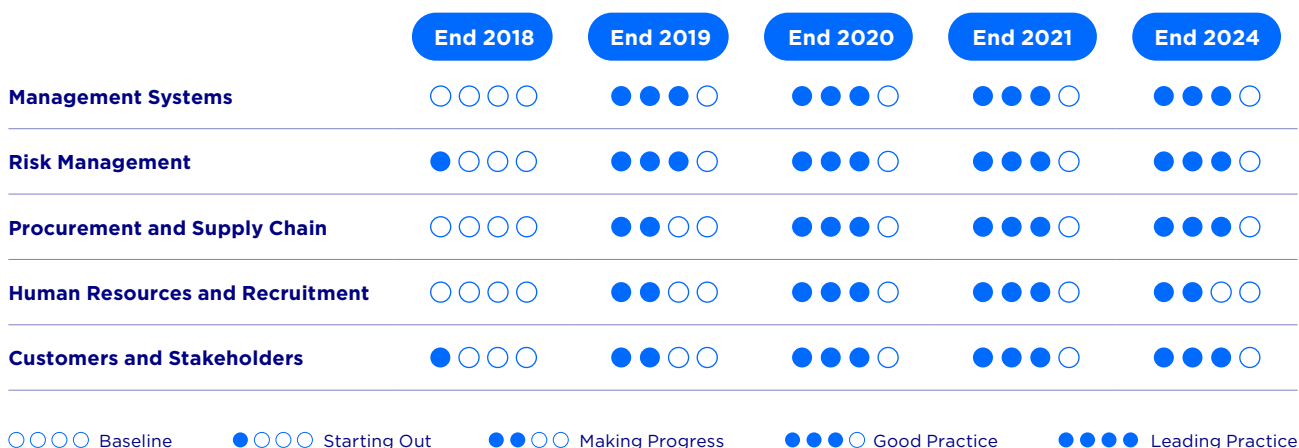 End 2018 End 2019 End 2020 End 2021 End 2024
Management Systems
Risk Management
Procurement and Supply Chain
Human Resources and Recruitment
Customers and Stakeholders
Baseline Starting Out Making Progress Good Practice Leading Practice